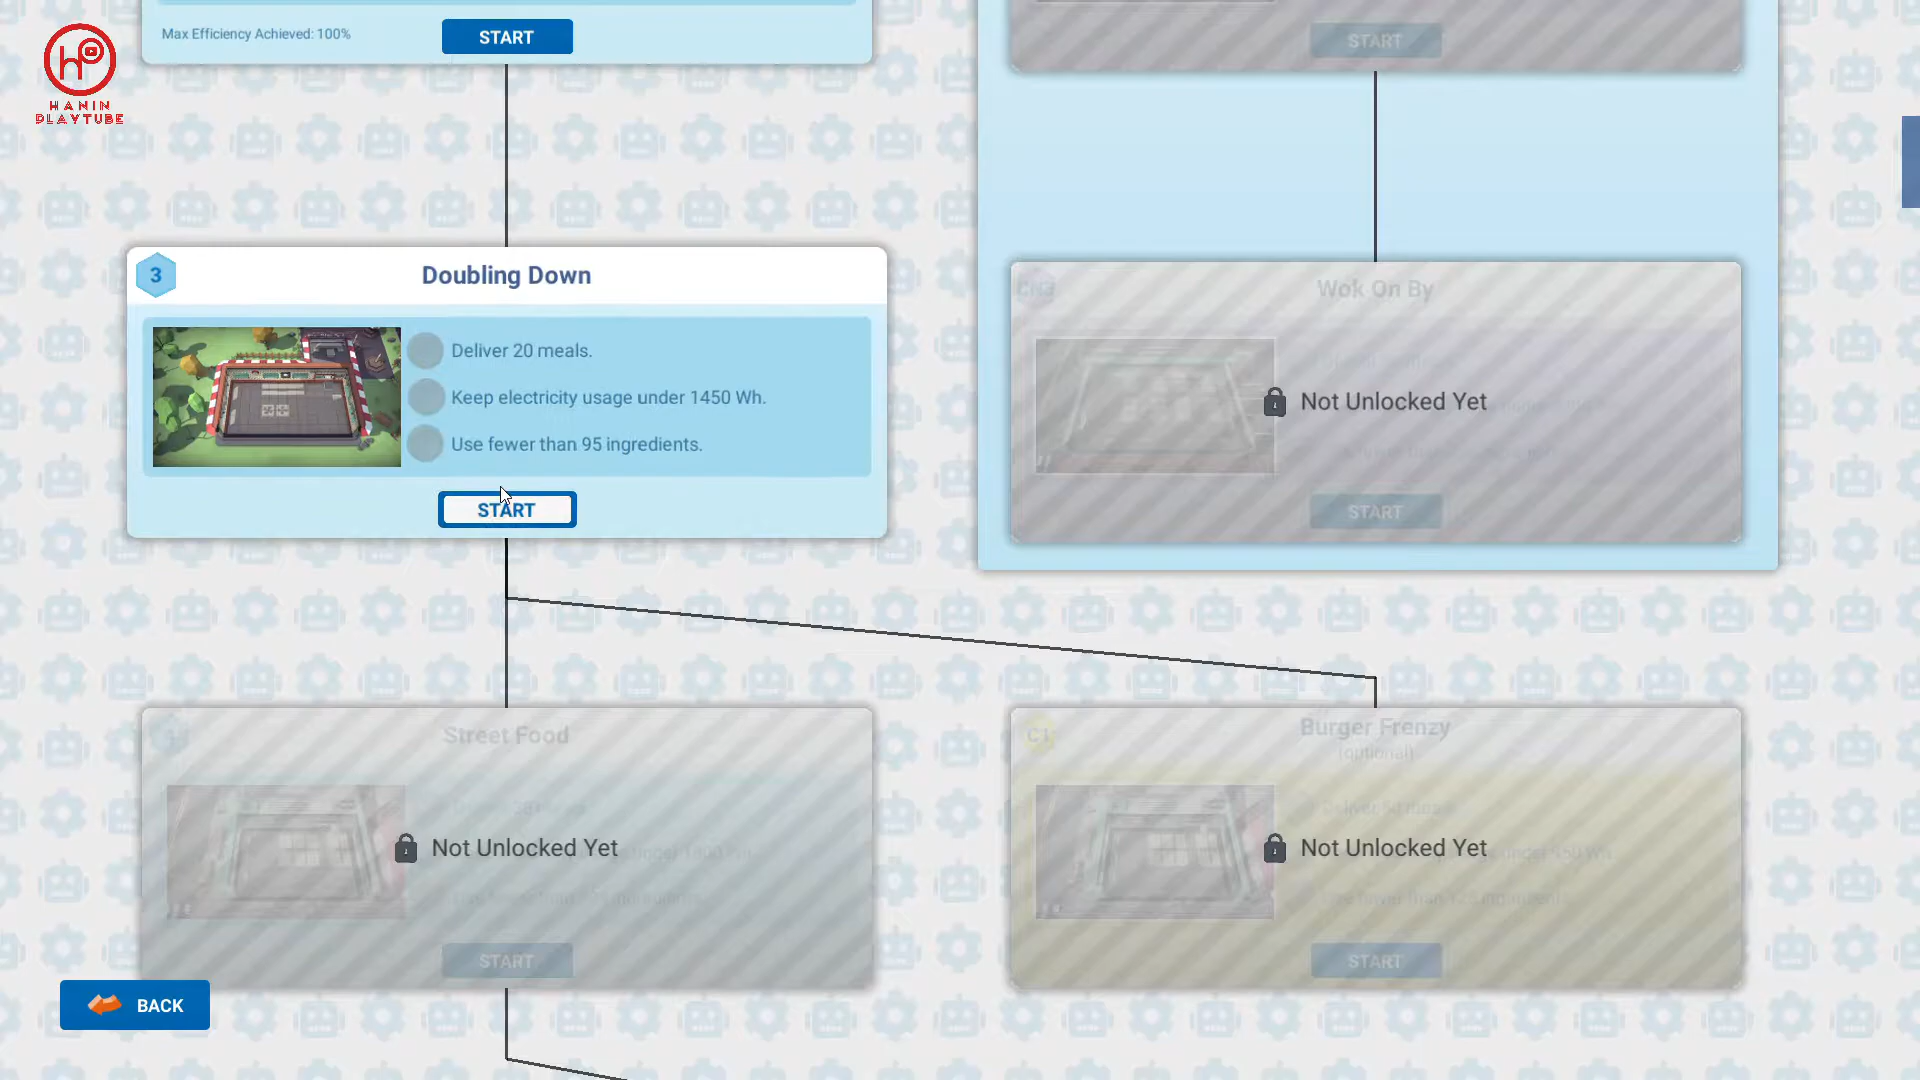 HANIN
PLAYTUBE
Max Efficiency Achieved: 100%
START
START
3
Doubling Down
Deliver 20 meals.
Keep electricity usage under 1450 Wh.
Use fewer than 95 ingredients.
START
Wok On By
Not Unlocked Yet
START
Street Food
Not Unlocked Yet
START
C1
Burger Frenzy
(optional)
Not Unlocked Yet
START
BACK